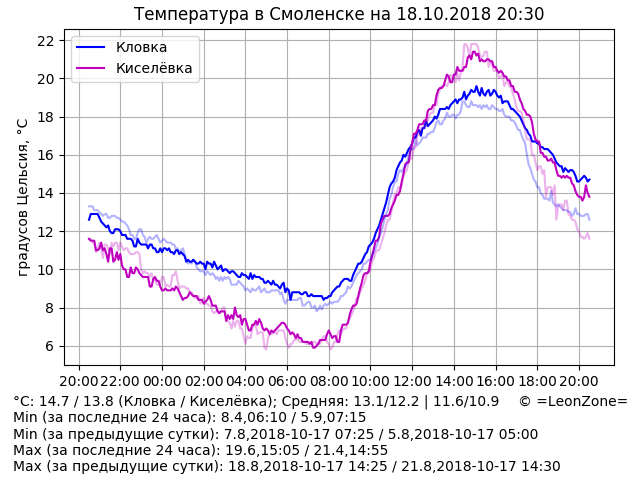 Температура в Смоленске на 18.10.2018 20:30
22
20
18
16
14
12
10
8
6
градусов Цельсия, °C
Кловка
Киселёвка
20:00 22:00 00:00 02:00 04:00 06:00 08:00 10:00 12:00 14:00 16:00 18:00 20:00
°C: 14.7 / 13.8 (Кловка / Киселёвка); Средняя: 13.1/12.2 | 11.6/10.9 © =LeonZone=
Min (за последние 24 часа): 8.4,06:10 / 5.9,07:15
Min (за предыдущие сутки): 7.8,2018-10-17 07:25 / 5.8,2018-10-17 05:00
Max (за последние 24 часа): 19.6,15:05 / 21.4,14:55
Max (за предыдущие сутки): 18.8,2018-10-17 14:25 / 21.8,2018-10-17 14:30